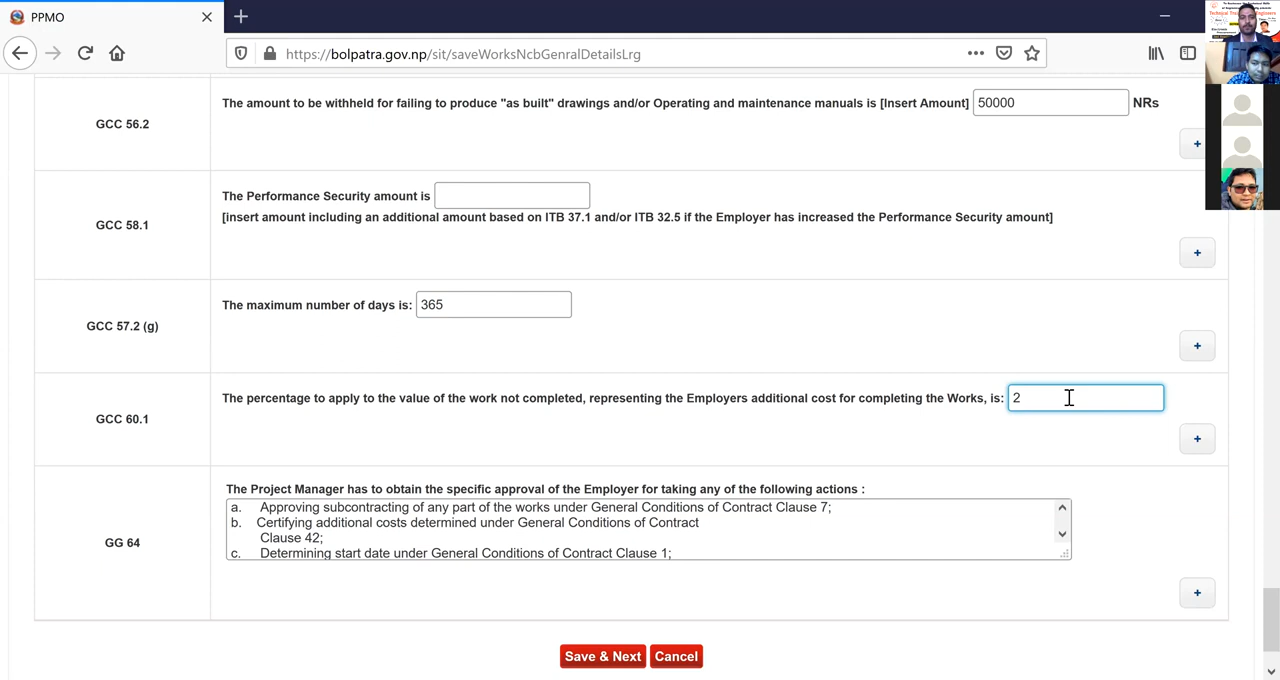 PPMO
https://bolpatra.gov.np/sit/saveWorksNcbGenralDetailsLrg
GCC 56.2
The amount to be withheld for failing to produce "as built" drawings and/or Operating and maintenance manuals is [Insert Amount] 50000 NRs
+
GCC 58.1
The Performance Security amount is
[insert amount including an additional amount based on ITB 37.1 and/or ITB 32.5 if the Employer has increased the Performance Security amount]
+
GCC 57.2 (g)
The maximum number of days is: 365
+
GCC 60.1
The percentage to apply to the value of the work not completed, representing the Employers additional cost for completing the Works, is: 2
+
GG 64
The Project Manager has to obtain the specific approval of the Employer for taking any of the following actions :
a. Approving subcontracting of any part of the works under General Conditions of Contract Clause 7;
b. Certifying additional costs determined under General Conditions of Contract
Clause 42;
c. Determining start date under General Conditions of Contract Clause 1;
+
Save & Next Cancel